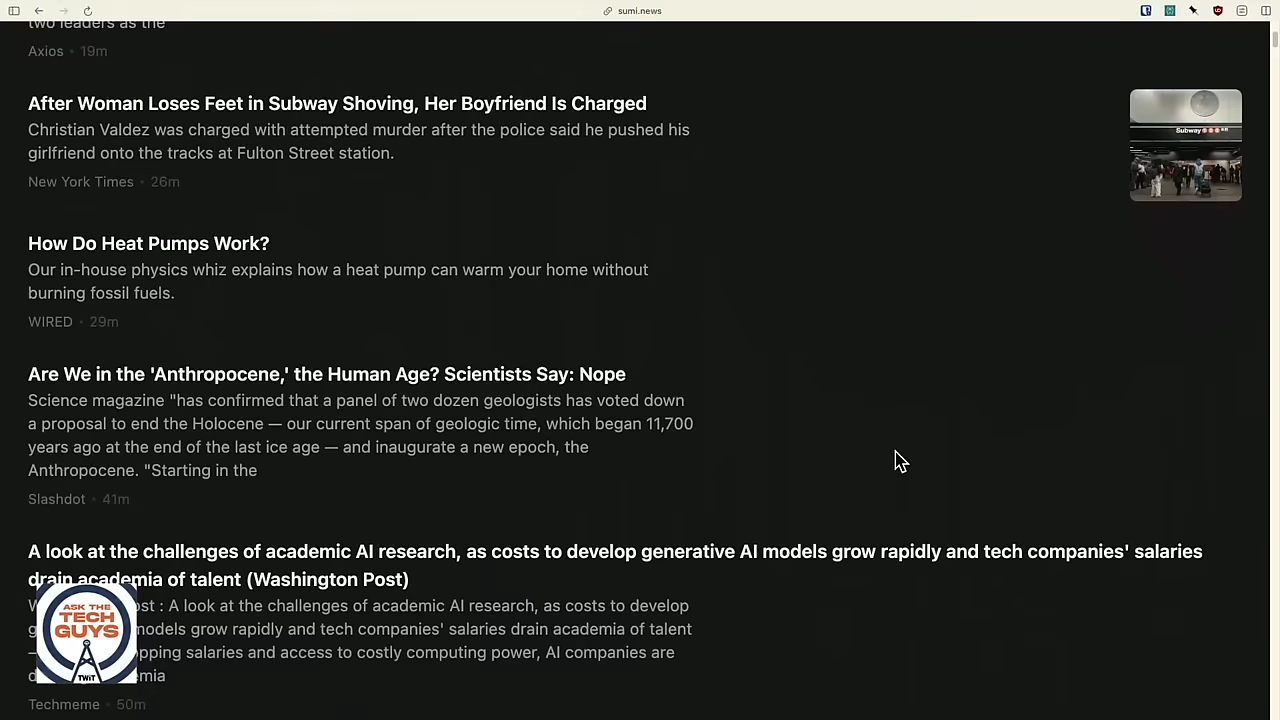 sumi.news
two leaders as the
Axios • 19m
After Woman Loses Feet in Subway Shoving, Her Boyfriend Is Charged
Christian Valdez was charged with attempted murder after the police said he pushed his
girlfriend onto the tracks at Fulton Street station.
New York Times • 26m
Subway
How Do Heat Pumps Work?
Our in-house physics whiz explains how a heat pump can warm your home without
burning fossil fuels.
WIRED • 29m
Are We in the 'Anthropocene,' the Human Age? Scientists Say: Nope
Science magazine "has confirmed that a panel of two dozen geologists has voted down
a proposal to end the Holocene — our current span of geologic time, which began 11,700
years ago at the end of the last ice age — and inaugurate a new epoch, the
Anthropocene. "Starting in the
Slashdot • 41m
A look at the challenges of academic AI research, as costs to develop generative AI models grow rapidly and tech companies' salaries
drain academia of talent (Washington Post)
: A look at the challenges of academic AI research, as costs to develop
models grow rapidly and tech companies' salaries drain academia of talent
salaries and access to costly computing power, AI companies are
Techmeme • 50m
ASK THE
TECH
GUYS
TWiT